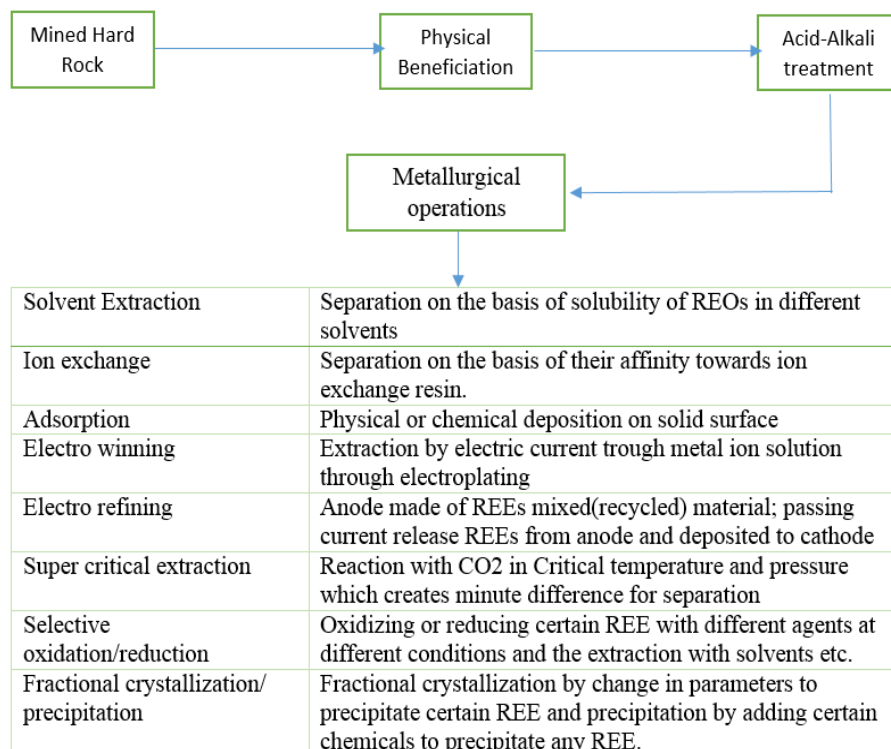 Mined Hard
Rock
Physical
Beneficiation
Acid-Alkali
treatment
Metallurgical
operations
Solvent Extraction
Separation on the basis of solubility of REOs in different
solvents
Ion exchange
Separation on the basis of their affinity towards ion
exchange resin.
Adsorption
Physical or chemical deposition on solid surface
Electro winning
Extraction by electric current trough metal ion solution
through electroplating
Electro refining
Anode made of REEs mixed(recycled) material; passing
current release REEs from anode and deposited to cathode
Super critical extraction
Reaction with CO2 in Critical temperature and pressure
which creates minute difference for separation
Selective
oxidation/reduction
Oxidizing or reducing certain REE with different agents at
different conditions and the extraction with solvents etc.
Fractional crystallization/
precipitation
Fractional crystallization by change in parameters to
precipitate certain REE and precipitation by adding certain
chemicals to precipitate any REE.